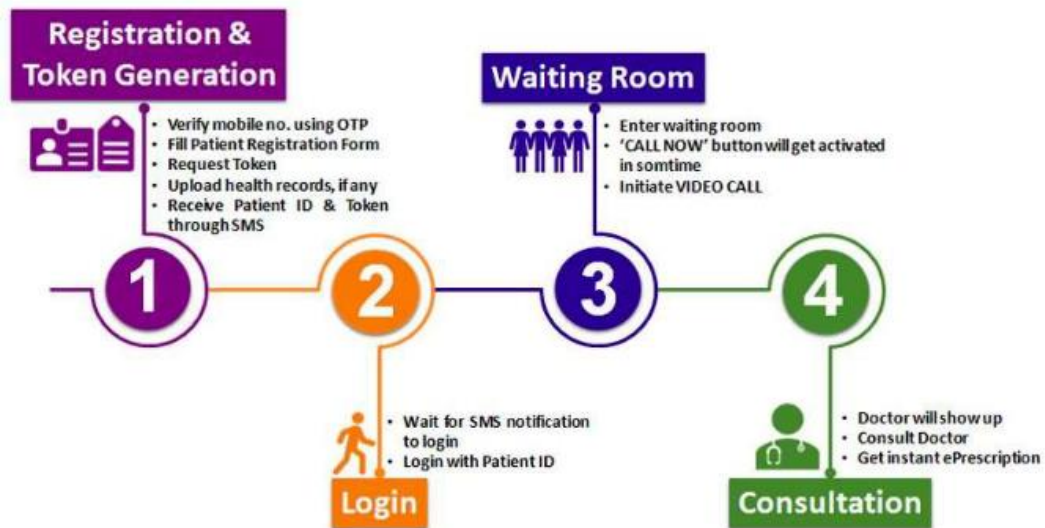 Registration &
Token Generation
• Verify mobile no. using OTP
• Fill Patient Registration Form
• Request Token
• Upload health records, if any
• Receive Patient ID & Token
through SMS
1
2
• Wait for SMS notification
to login
• Login with Patient ID
Login
Waiting Room
• Enter waiting room
• 'CALL NOW' button will get activated
in somtime
• Initiate VIDEO CALL
3
4
• Doctor will show up
• Consult Doctor
• Get instant ePrescription
Consultation